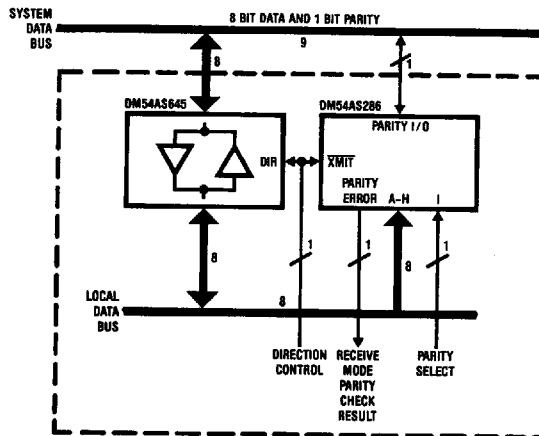 SYSTEM
DATA
BUS
8 BIT DATA AND 1 BIT PARITY
9
8
1
DM54AS645
DM54AS286
PARITY I/O
DIR
XMIT
PARITY
ERROR
A-H
I
8
1
1
8
1
LOCAL
DATA
BUS
8
DIRECTION
CONTROL
RECEIVE
MODE
PARITY
CHECK
RESULT
PARITY
SELECT